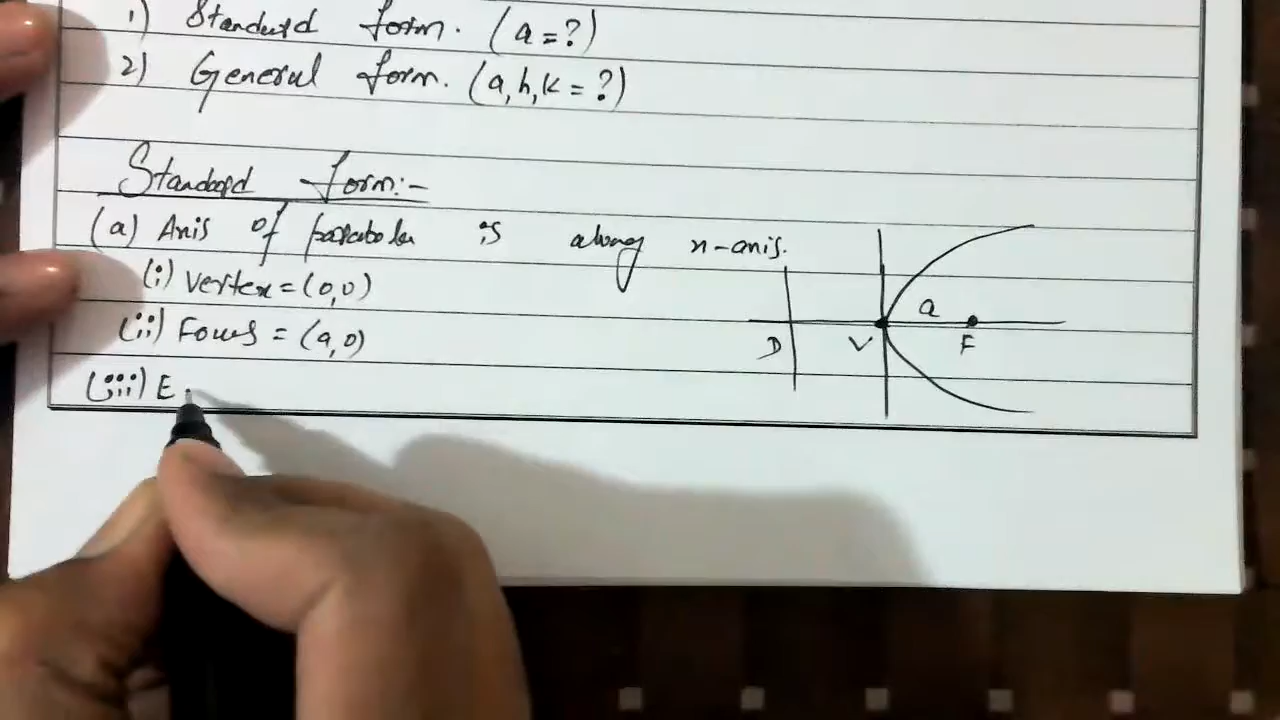 1) Standard form. (a=?)
2) General form. (a,h,k=?)
Standard form:-
(a) Axis of parabola is along x-axis.
(i) Vertex=(0,0)
(ii) Focus = (a,0)
(iii) E
a
D V F